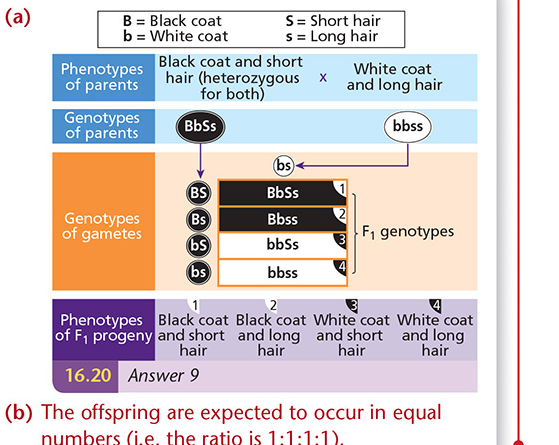 (a)
B = Black coat S = Short hair
b = White coat s = Long hair
Phenotypes of parents
Black coat and short hair (heterozygous for both)
x
White coat and long hair
Genotypes of parents
BbSs
bbss
bs
Genotypes of gametes
BS BbSs 1
Bs Bbss 2
bS bbSs 3
bs bbss 4
F₁ genotypes
Phenotypes of F₁ progeny
1 Black coat and short hair
2 Black coat and long hair
3 White coat and short hair
4 White coat and long hair
16.20 Answer 9
(b) The offspring are expected to occur in equal
numbers (i.e. the ratio is 1:1:1:1).